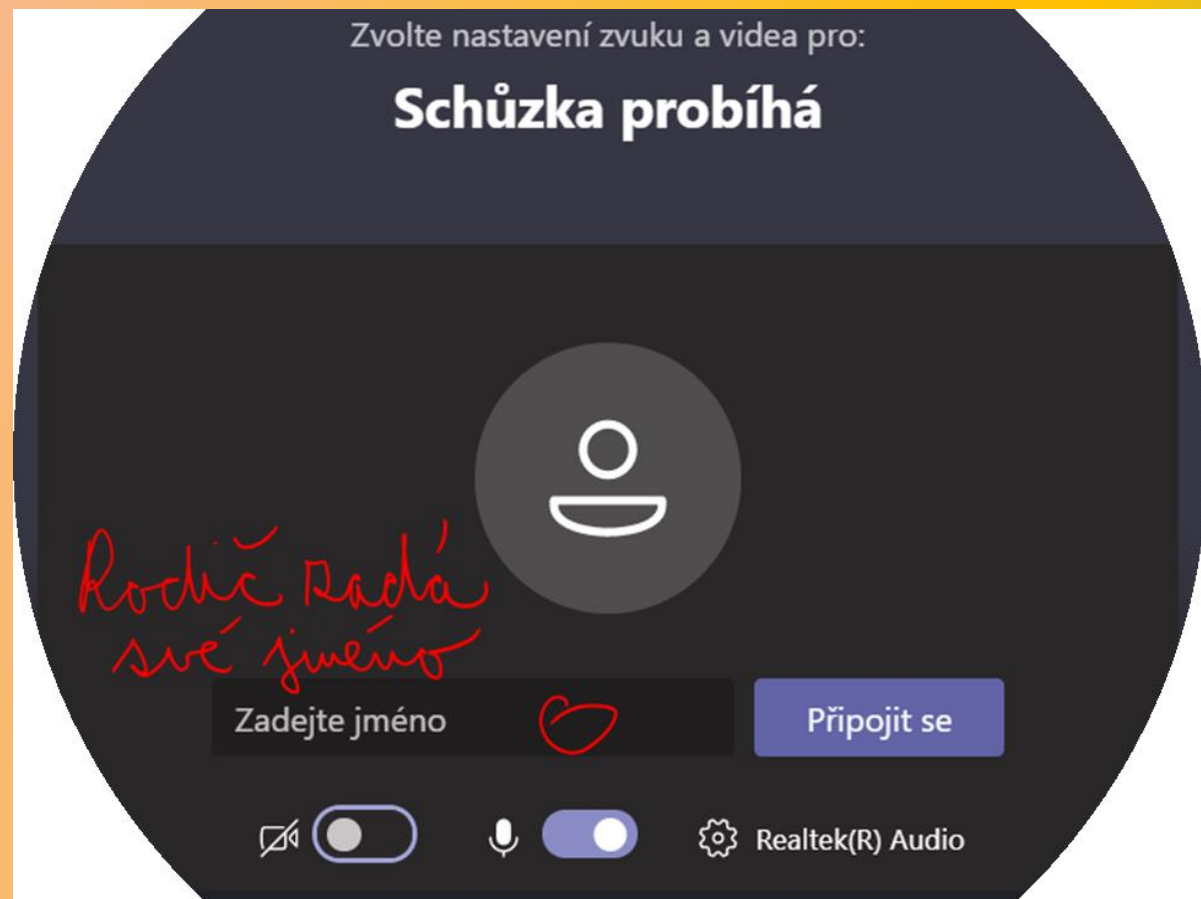 Zvolte nastavení zvuku a videa pro:
Schůzka probíhá
Rodič zadá
své jméno
Zadejte jméno
Připojit se
Realtek(R) Audio